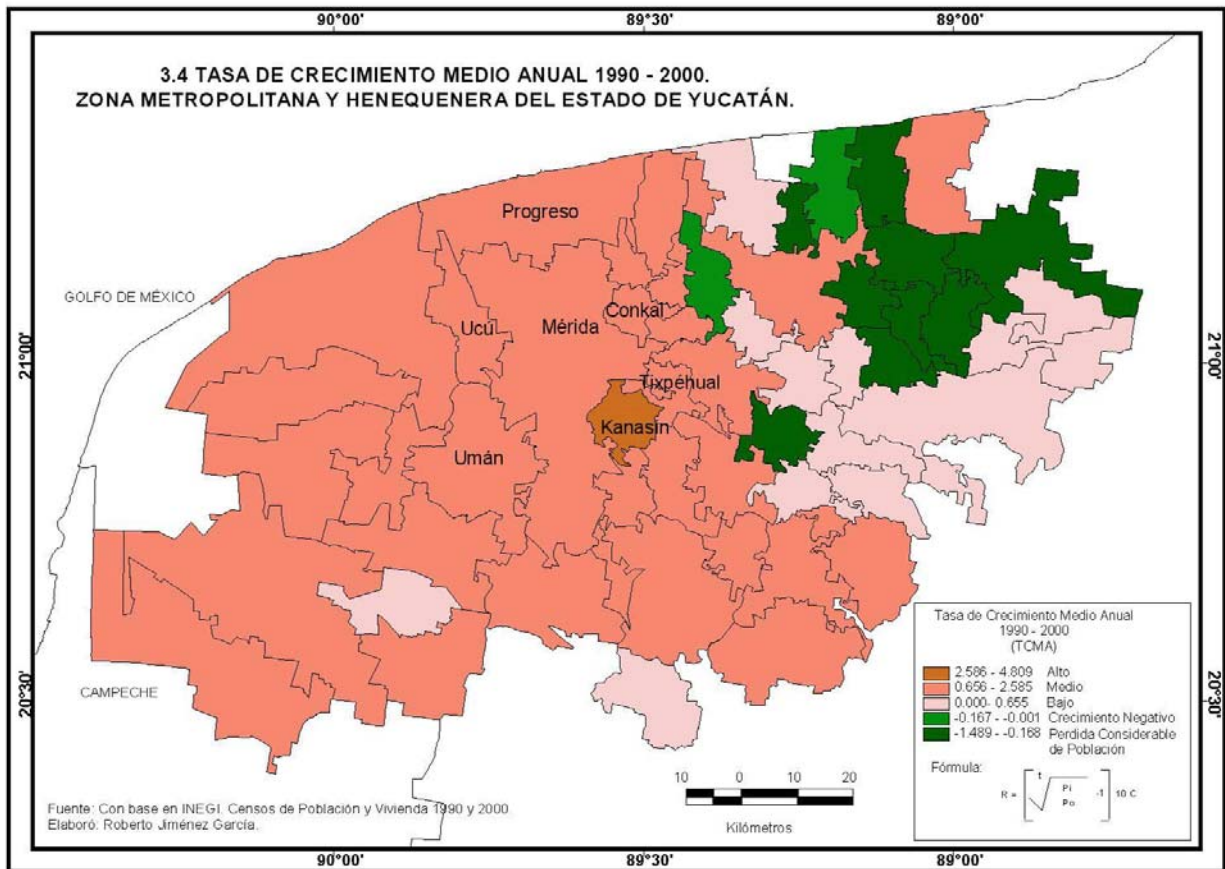 90°00'
89°30'
89°00'
3.4 TASA DE CRECIMIENTO MEDIO ANUAL 1990 - 2000.
ZONA METROPOLITANA Y HENEQUENERA DEL ESTADO DE YUCATÁN.
Progreso
GOLFO DE MÉXICO
Conkal
Ucú
Mérida
21°00'
21°00'
Tixpéhual
Kanasín
Umán
Tasa de Crecimiento Medio Anual
1990 - 2000
(TCMA)
2.586 - 4.809 Alto
0.656 - 2.585 Medio
0.000- 0.655 Bajo
-0.167 - -0.001 Crecimiento Negativo
-1.489 - -0.168 Perdida Considerable
de Población
Fórmula:
R = [ t √ Pi Po -1 ] 10 C
CAMPECHE
20°30'
20°30'
10 0 10 20
Kilómetros
Fuente: Con base en INEGI. Censos de Población y Vivienda 1990 y 2000.
Elaboró: Roberto Jiménez García.
90°00'
89°30'
89°00'